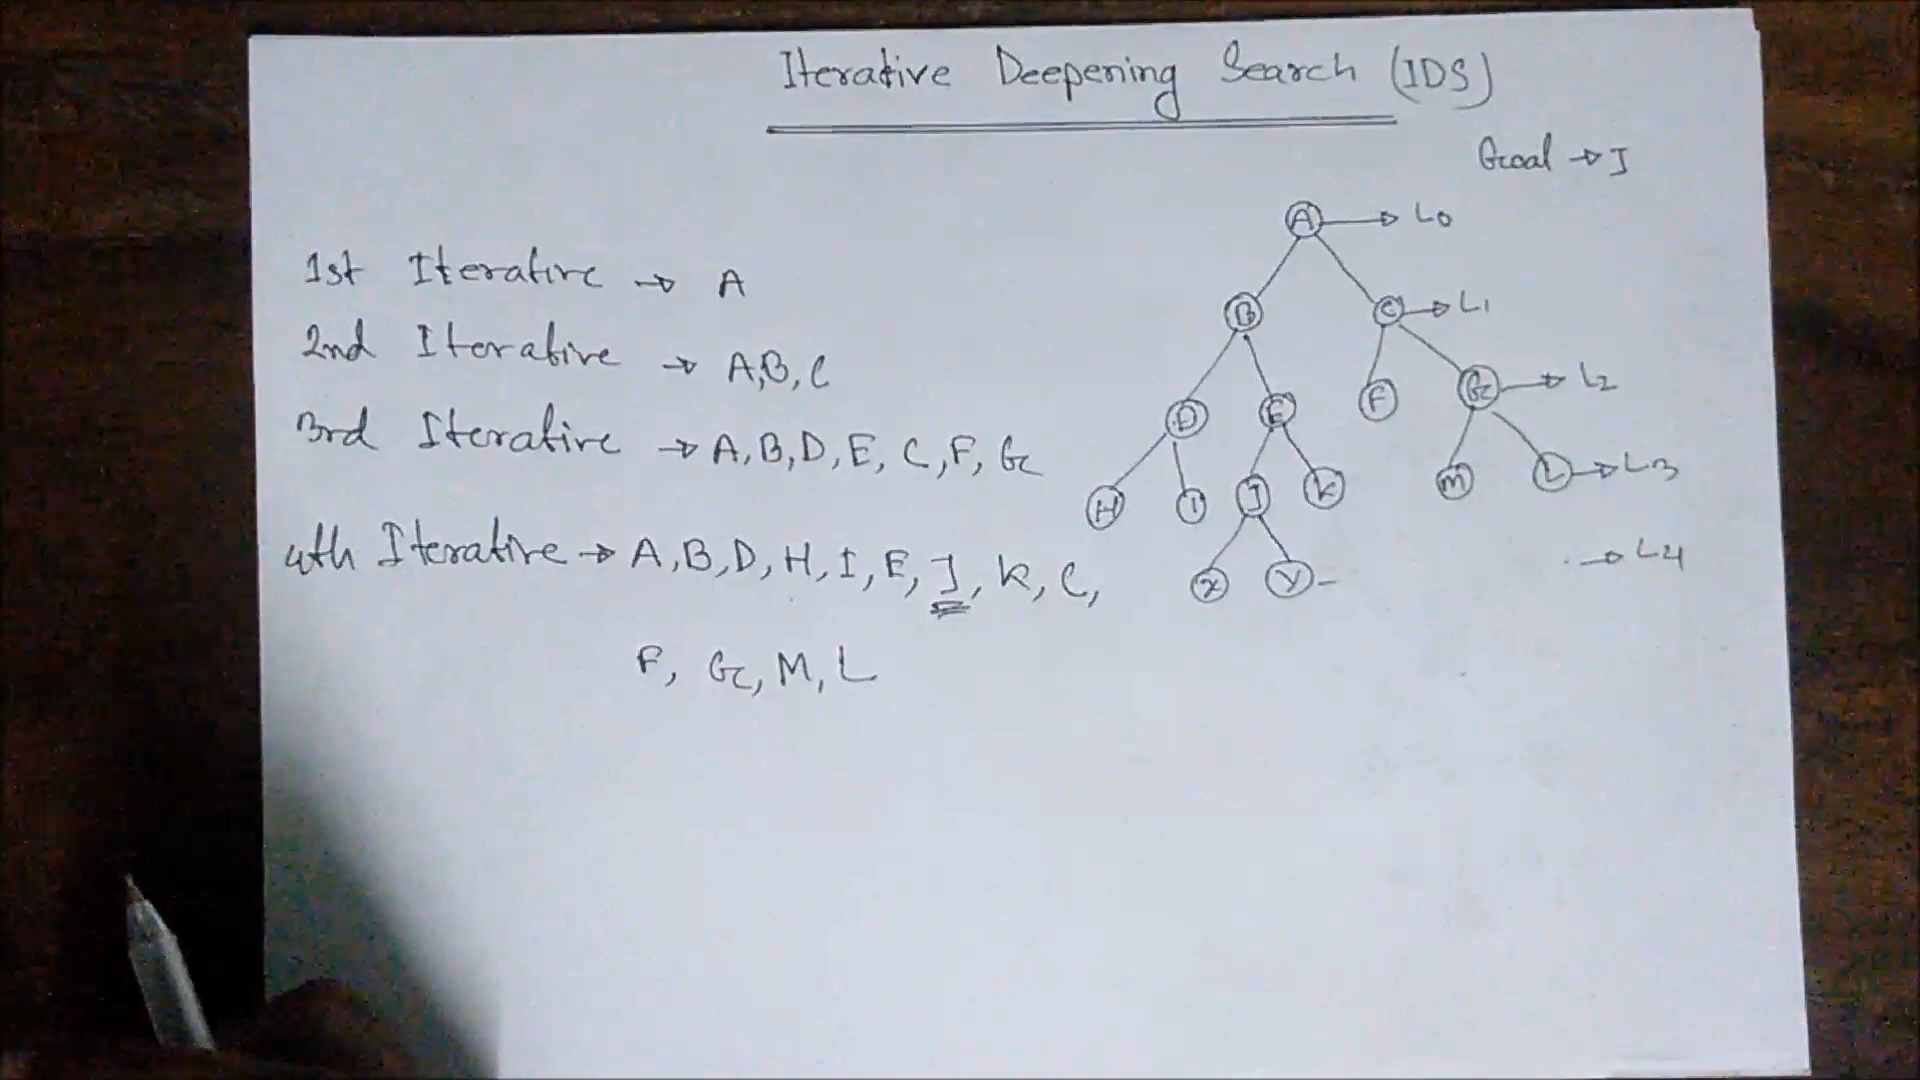 Iterative Deepening Search (IDS)
Goal → J
A → L0
1st Iterative → A
B C → L1
2nd Iterative → A,B,C
D E F G → L2
3rd Iterative → A,B,D,E,C,F,G
H I J K M L → L3
4th Iterative → A,B,D,H,I,E,J,K,C,
X Y → L4
F, G, M, L